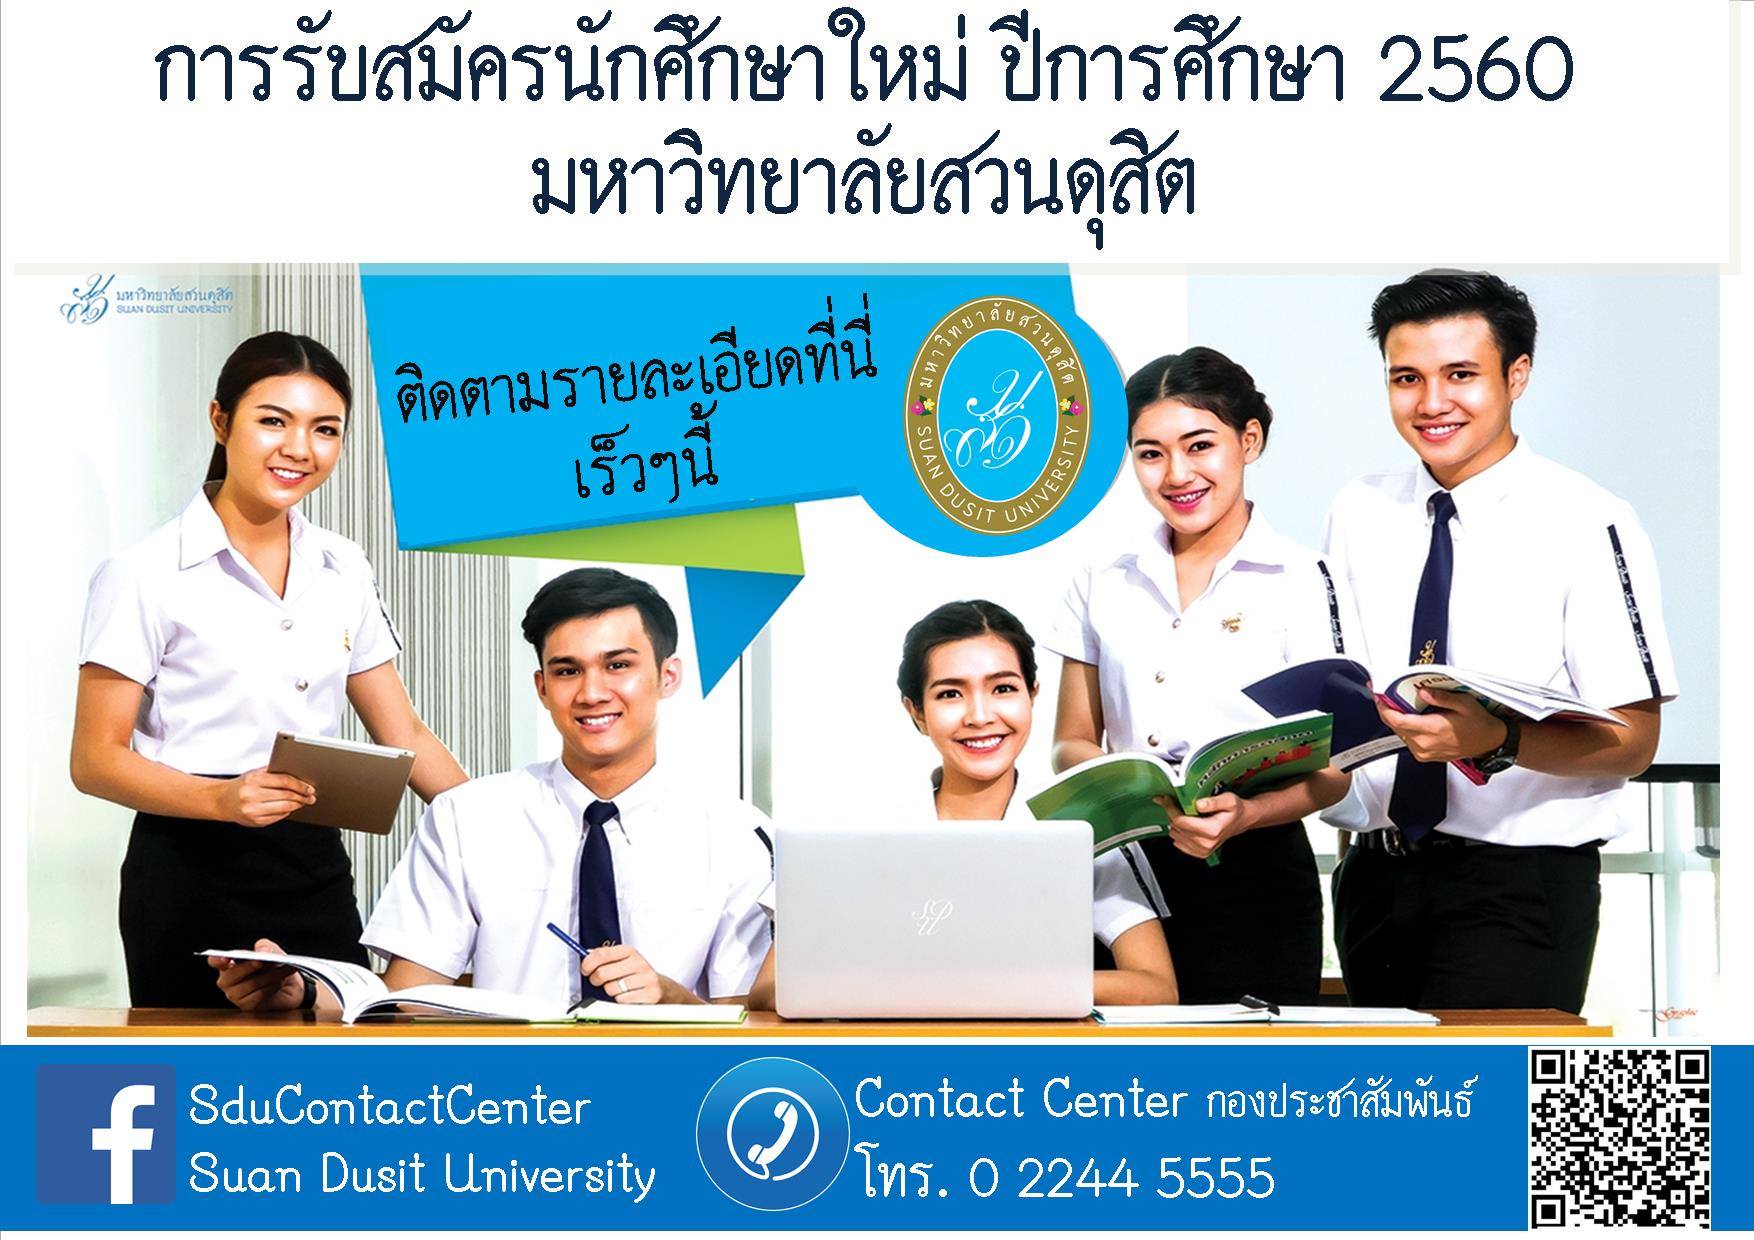 การรับสมัครนักศึกษาใหม่ ปีการศึกษา 2560
มหาวิทยาลัยสวนดุสิต
มหาวิทยาลัยสวนดุสิต
SUAN DUSIT UNIVERSITY
ติดตามรายละเอียดที่นี่
เร็วๆนี้
มหาวิทยาลัยสวนดุสิต
SUAN DUSIT UNIVERSITY
SduContactCenter
Suan Dusit University
Contact Center กองประชาสัมพันธ์
โทร. 0 2244 5555